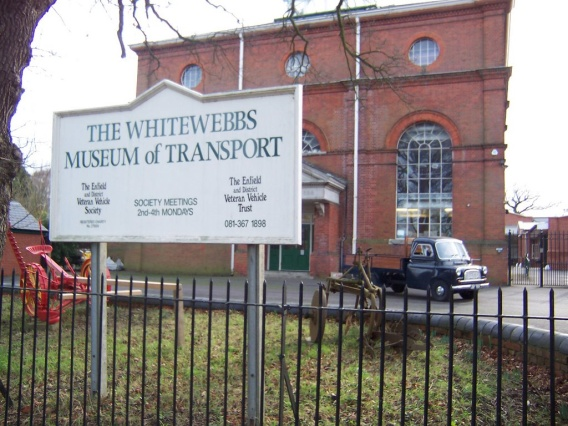 THE WHITEWEBBS
MUSEUM of TRANSPORT
The Enfield
and District
Veteran Vehicle
Society
SOCIETY MEETINGS
2nd-4th MONDAYS
The Enfield
and District
Veteran Vehicle
Trust
081-367 1898